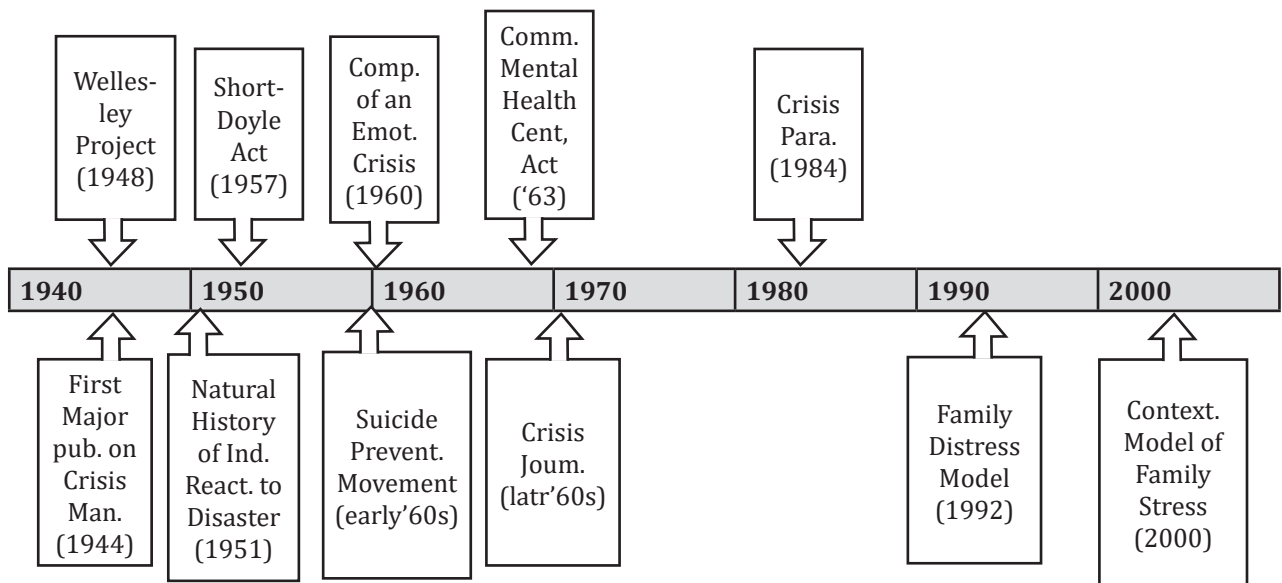 Welles-
ley
Project
(1948)
Short-
Doyle
Act
(1957)
Comp.
of an
Emot.
Crisis
(1960)
Comm.
Mental
Health
Cent,
Act
(‘63)
Crisis
Para.
(1984)
1940 1950 1960 1970 1980 1990 2000
First
Major
pub. on
Crisis
Man.
(1944)
Natural
History
of Ind.
React. to
Disaster
(1951)
Suicide
Prevent.
Movement
(early’60s)
Crisis
Joum.
(latr’60s)
Family
Distress
Model
(1992)
Context.
Model of
Family
Stress
(2000)